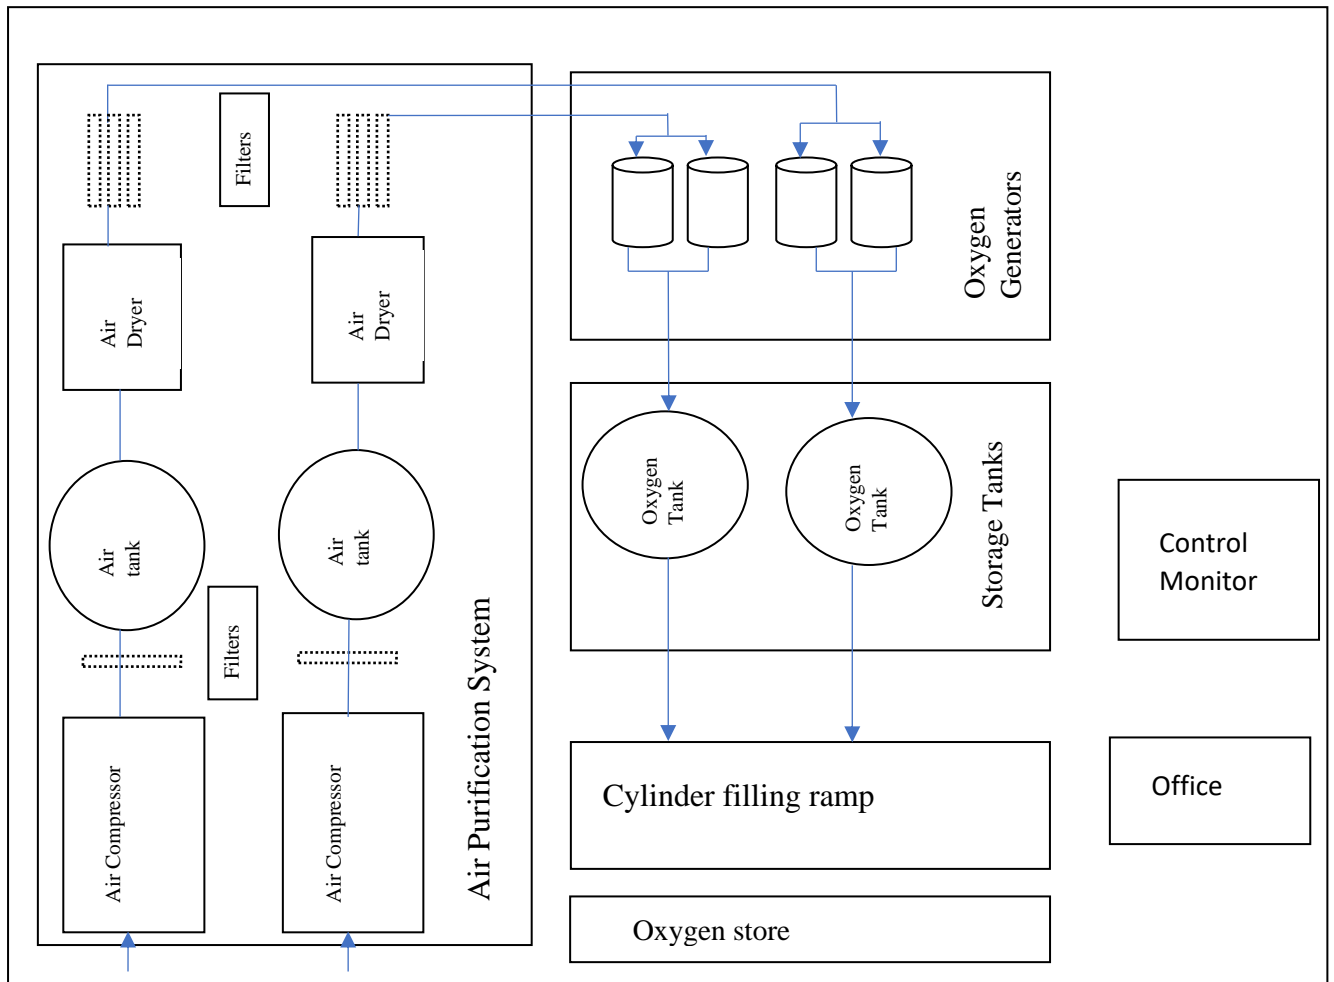 Filters
Air
Dryer
Air
Dryer
Air
tank
Air
tank
Filters
Air Compressor
Air Compressor
Air Purification System
Oxygen
Generators
Oxygen
Tank
Oxygen
Tank
Storage Tanks
Cylinder filling ramp
Oxygen store
Control
Monitor
Office